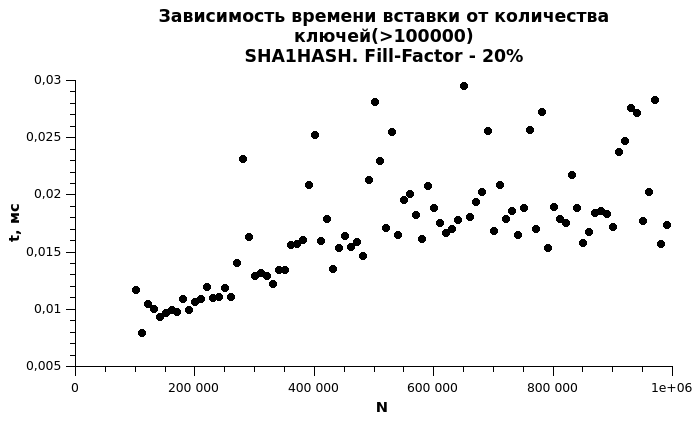 Зависимость времени вставки от количества
ключей(>100000)
SHA1HASH. Fill-Factor - 20%
0,03
0,025
0,02
0,015
0,01
0,005
t, мс
0 200 000 400 000 600 000 800 000 1e+06
N